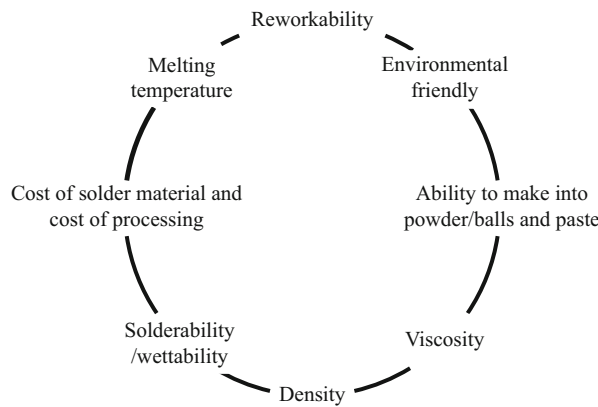 Reworkability
Melting
temperature
Environmental
friendly
Cost of solder material and
cost of processing
Ability to make into
powder/balls and paste
Solderability
/wettability
Viscosity
Density